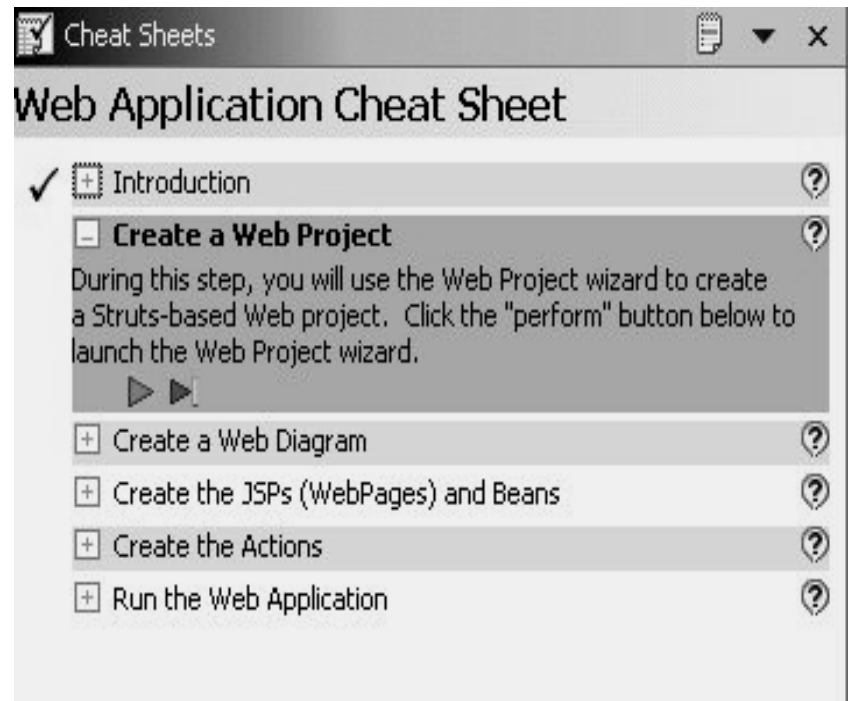 Cheat Sheets
Web Application Cheat Sheet
Introduction
Create a Web Project
During this step, you will use the Web Project wizard to create
a Struts-based Web project. Click the "perform" button below to
launch the Web Project wizard.
Create a Web Diagram
Create the JSPs (WebPages) and Beans
Create the Actions
Run the Web Application